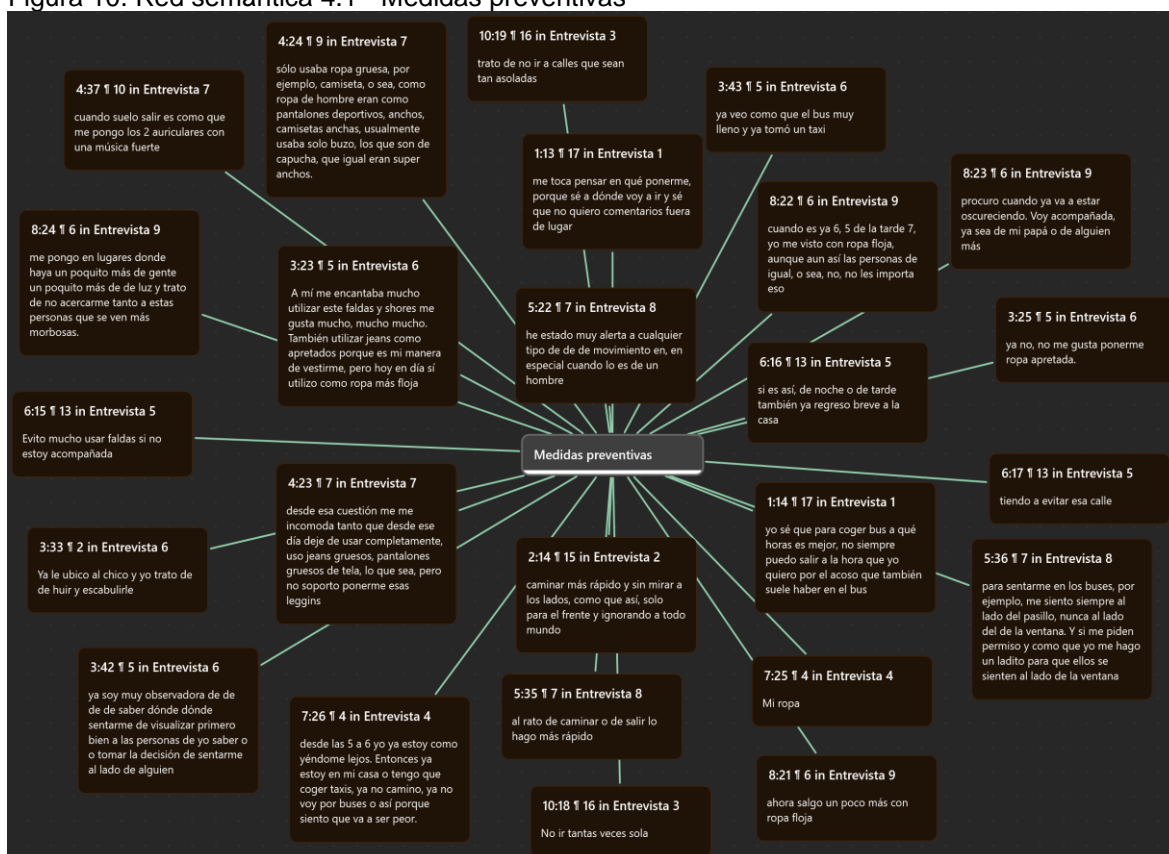 Figura 10. Red semántica 4.1 - Medidas preventivas
4:24 ¶ 9 in Entrevista 7
sólo usaba ropa gruesa, por
ejemplo, camiseta, o sea, como
ropa de hombre eran como
pantalones deportivos, anchos,
camisetas anchas, usualmente
usaba solo buzo, los que son de
capucha, que igual eran super
anchos.
10:19 ¶ 16 in Entrevista 3
trato de no ir a calles que sean
tan asoladas
4:37 ¶ 10 in Entrevista 7
cuando suelo salir es como que
me pongo los 2 auriculares con
una música fuerte
3:43 ¶ 5 in Entrevista 6
ya veo como que el bus muy
lleno y ya tomó un taxi
1:13 ¶ 17 in Entrevista 1
me toca pensar en qué ponerme,
porque sé a dónde voy a ir y sé
que no quiero comentarios fuera
de lugar
8:23 ¶ 6 in Entrevista 9
procuro cuando ya va a estar
oscureciendo. Voy acompañada,
ya sea de mi papá o de alguien
más
8:22 ¶ 6 in Entrevista 9
cuando es ya 6, 5 de la tarde 7,
yo me visto con ropa floja,
aunque aun así las personas de
igual, o sea, no, no les importa
eso
8:24 ¶ 6 in Entrevista 9
me pongo en lugares donde
haya un poquito más de gente
un poquito más de de luz y trato
de no acercarme tanto a estas
personas que se ven más
morbosas.
3:23 ¶ 5 in Entrevista 6
A mí me encantaba mucho
utilizar este faldas y shores me
gusta mucho, mucho mucho.
También utilizar jeans como
apretados porque es mi manera
de vestirme, pero hoy en día sí
utilizo como ropa más floja
5:22 ¶ 7 in Entrevista 8
he estado muy alerta a cualquier
tipo de de de movimiento en, en
especial cuando lo es de un
hombre
3:25 ¶ 5 in Entrevista 6
ya no, no me gusta ponerme
ropa apretada.
6:16 ¶ 13 in Entrevista 5
si es así, de noche o de tarde
también ya regreso breve a la
casa
6:15 ¶ 13 in Entrevista 5
Evito mucho usar faldas si no
estoy acompañada
Medidas preventivas
6:17 ¶ 13 in Entrevista 5
tiendo a evitar esa calle
4:23 ¶ 7 in Entrevista 7
desde esa cuestión me me
incomoda tanto que desde ese
día deje de usar completamente,
uso jeans gruesos, pantalones
gruesos de tela, lo que sea, pero
no soporto ponerme esas
leggins
1:14 ¶ 17 in Entrevista 1
yo sé que para coger bus a qué
horas es mejor, no siempre
puedo salir a la hora que yo
quiero por el acoso que también
suele haber en el bus
3:33 ¶ 2 in Entrevista 6
Ya le ubico al chico y yo trato de
de huir y escabulirle
2:14 ¶ 15 in Entrevista 2
caminar más rápido y sin mirar a
los lados, como que así, solo
para el frente y ignorando a todo
mundo
5:36 ¶ 7 in Entrevista 8
para sentarme en los buses, por
ejemplo, me siento siempre al
lado del pasillo, nunca al lado
del de la ventana. Y si me piden
permiso y como que yo me hago
un ladito para que ellos se
sienten al lado de la ventana
3:42 ¶ 5 in Entrevista 6
ya soy muy observadora de de
de de saber dónde dónde
sentarme de visualizar primero
bien a las personas de yo saber o
o tomar la decisión de sentarme
al lado de alguien
7:25 ¶ 4 in Entrevista 4
Mi ropa
5:35 ¶ 7 in Entrevista 8
al rato de caminar o de salir lo
hago más rápido
7:26 ¶ 4 in Entrevista 4
desde las 5 a 6 yo ya estoy como
yéndome lejos. Entonces ya
estoy en mi casa o tengo que
coger taxis, ya no camino, ya no
voy por buses o así porque
siento que va a ser peor.
8:21 ¶ 6 in Entrevista 9
ahora salgo un poco más con
ropa floja
10:18 ¶ 16 in Entrevista 3
No ir tantas veces sola